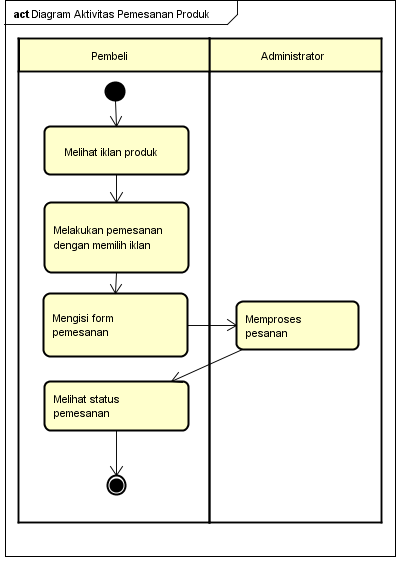 act Diagram Aktivitas Pemesanan Produk
Pembeli
Administrator
Melihat iklan produk
Melakukan pemesanan
dengan memilih iklan
Mengisi form
pemesanan
Memproses
pesanan
Melihat status
pemesanan